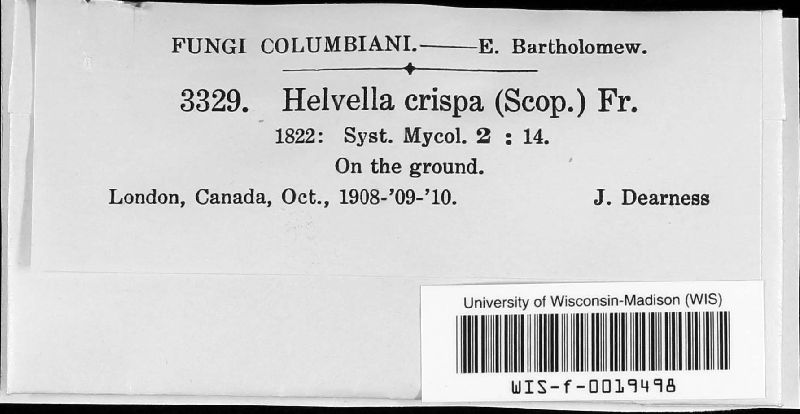 FUNGI COLUMBIANI.——E. Bartholomew.
3329. Helvella crispa (Scop.) Fr.
1822: Syst. Mycol. 2 : 14.
On the ground.
London, Canada, Oct., 1908-'09-'10. J. Dearness
University of Wisconsin-Madison (WIS)
WIS-f-0019498